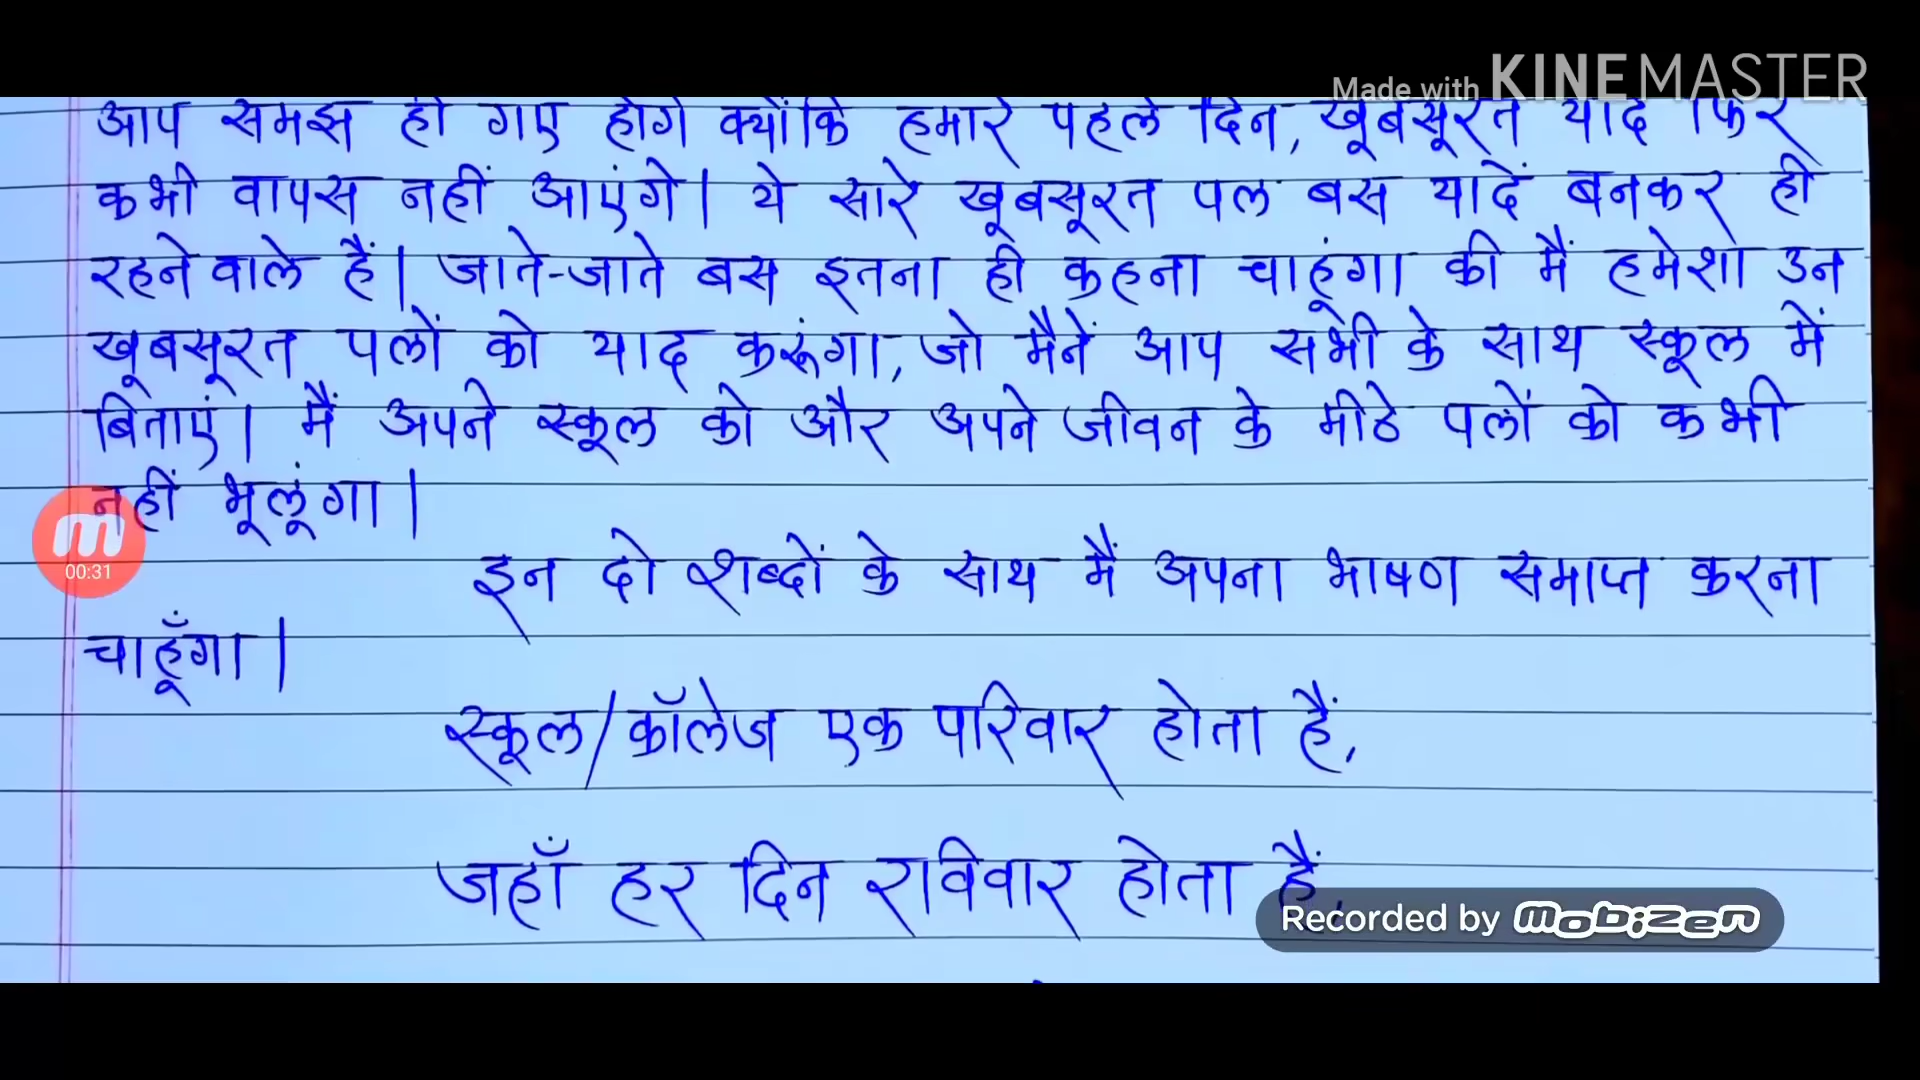 Made with KINEMASTER
आप समझ ही गए होंगे क्योंकि हमारे पहले दिन, खूबसूरत यादें फिर
कभी वापस नहीं आएंगे। ये सारे खूबसूरत पल बस यादें बनकर ही
रहने वाले हैं। जाते-जाते बस इतना ही कहना चाहूंगा की मैं हमेशा उन
खूबसूरत पलों को याद करूंगा, जो मैनें आप सभी के साथ स्कूल में
बिताएं। मैं अपने स्कूल को और अपने जीवन के मीठे पलों को कभी
नहीं भूलूंगा।
00:31
इन दो शब्दों के साथ मैं अपना भाषण समाप्त करना
चाहूँगा।
स्कूल/कॉलेज एक परिवार होता हैं,
जहाँ हर दिन रविवार होता हैं,
Recorded by mobizen